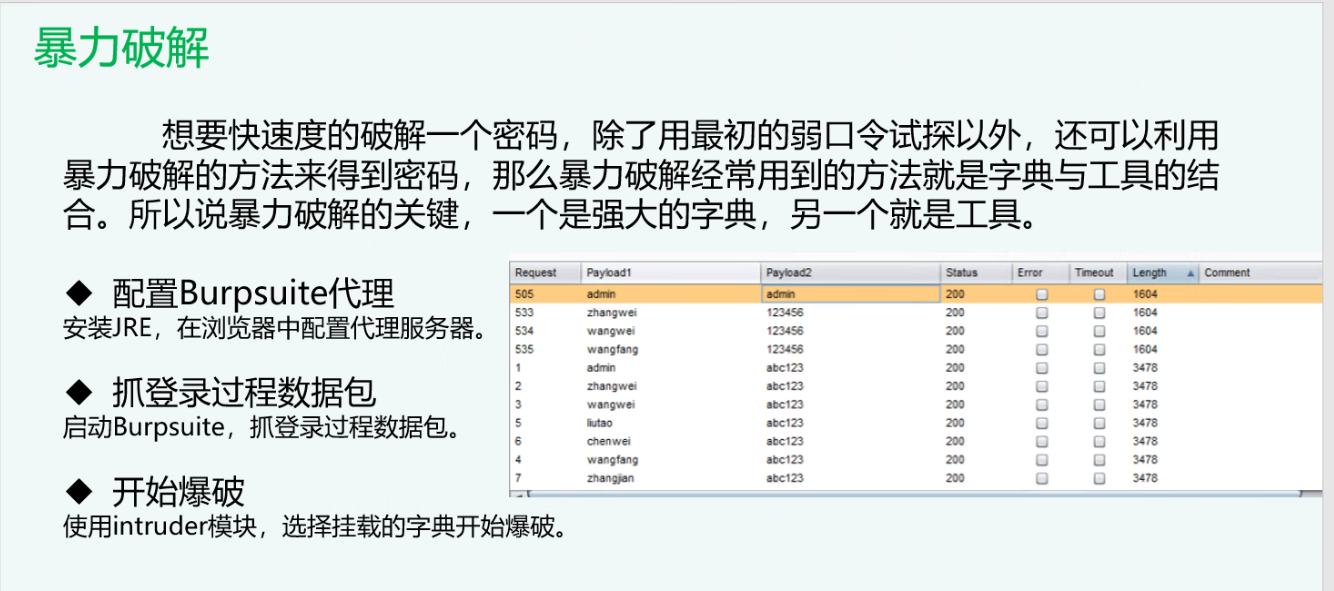 暴力破解
想要快速度的破解一个密码，除了用最初的弱口令试探以外，还可以利用
暴力破解的方法来得到密码，那么暴力破解经常用到的方法就是字典与工具的结
合。所以说暴力破解的关键，一个是强大的字典，另一个就是工具。
◆ 配置Burpsuite代理
安装JRE，在浏览器中配置代理服务器。
◆ 抓登录过程数据包
启动Burpsuite，抓登录过程数据包。
◆ 开始爆破
使用intruder模块，选择挂载的字典开始爆破。
Request Payload1 Payload2 Status Error Timeout Length Comment
505 admin admin 200 1604
533 zhangwei 123456 200 1604
534 wangwei 123456 200 1604
535 wangfang 123456 200 1604
1 admin abc123 200 3478
2 zhangwei abc123 200 3478
3 wangwei abc123 200 3478
5 liutao abc123 200 3478
6 chenwei abc123 200 3478
4 wangfang abc123 200 3478
7 zhangjian abc123 200 3478